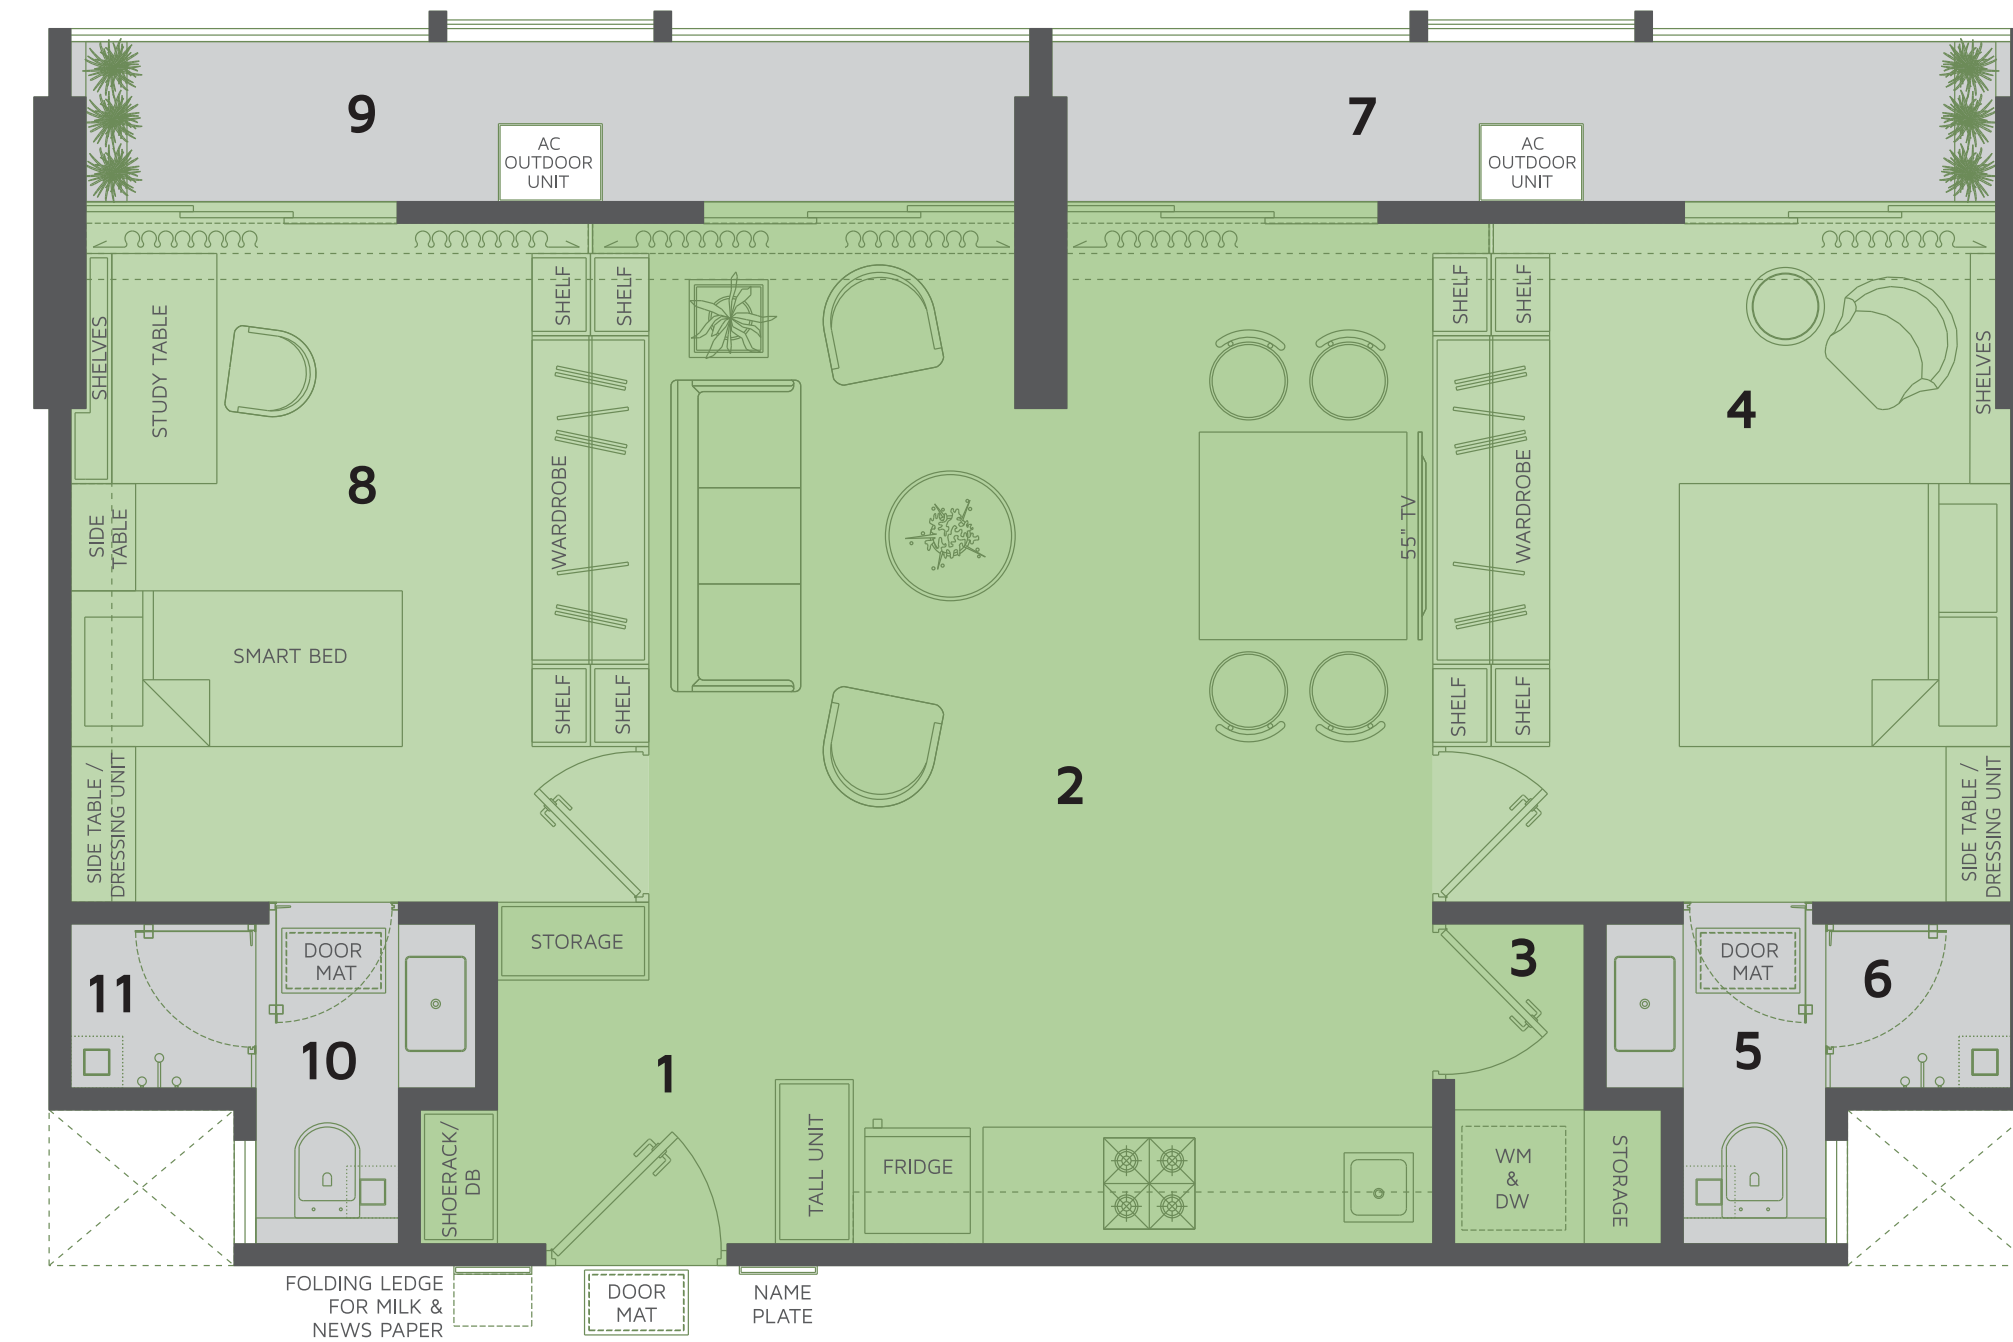 9
7
AC
OUTDOOR
UNIT
AC
OUTDOOR
UNIT
SHELVES
STUDY TABLE
SHELF
SHELF
SHELF
SHELF
SHELVES
4
8
WARDROBE
55" TV
WARDROBE
SIDE
TABLE
SMART BED
SHELF
SHELF
SHELF
SHELF
2
SIDE TABLE /
DRESSING UNIT
SIDE TABLE /
DRESSING UNIT
STORAGE
DOOR
MAT
3
DOOR
MAT
11
6
10
1
5
SHOERACK/
DB
TALL UNIT
FRIDGE
WM
&
DW
STORAGE
FOLDING LEDGE
FOR MILK &
NEWS PAPER
DOOR
MAT
NAME
PLATE